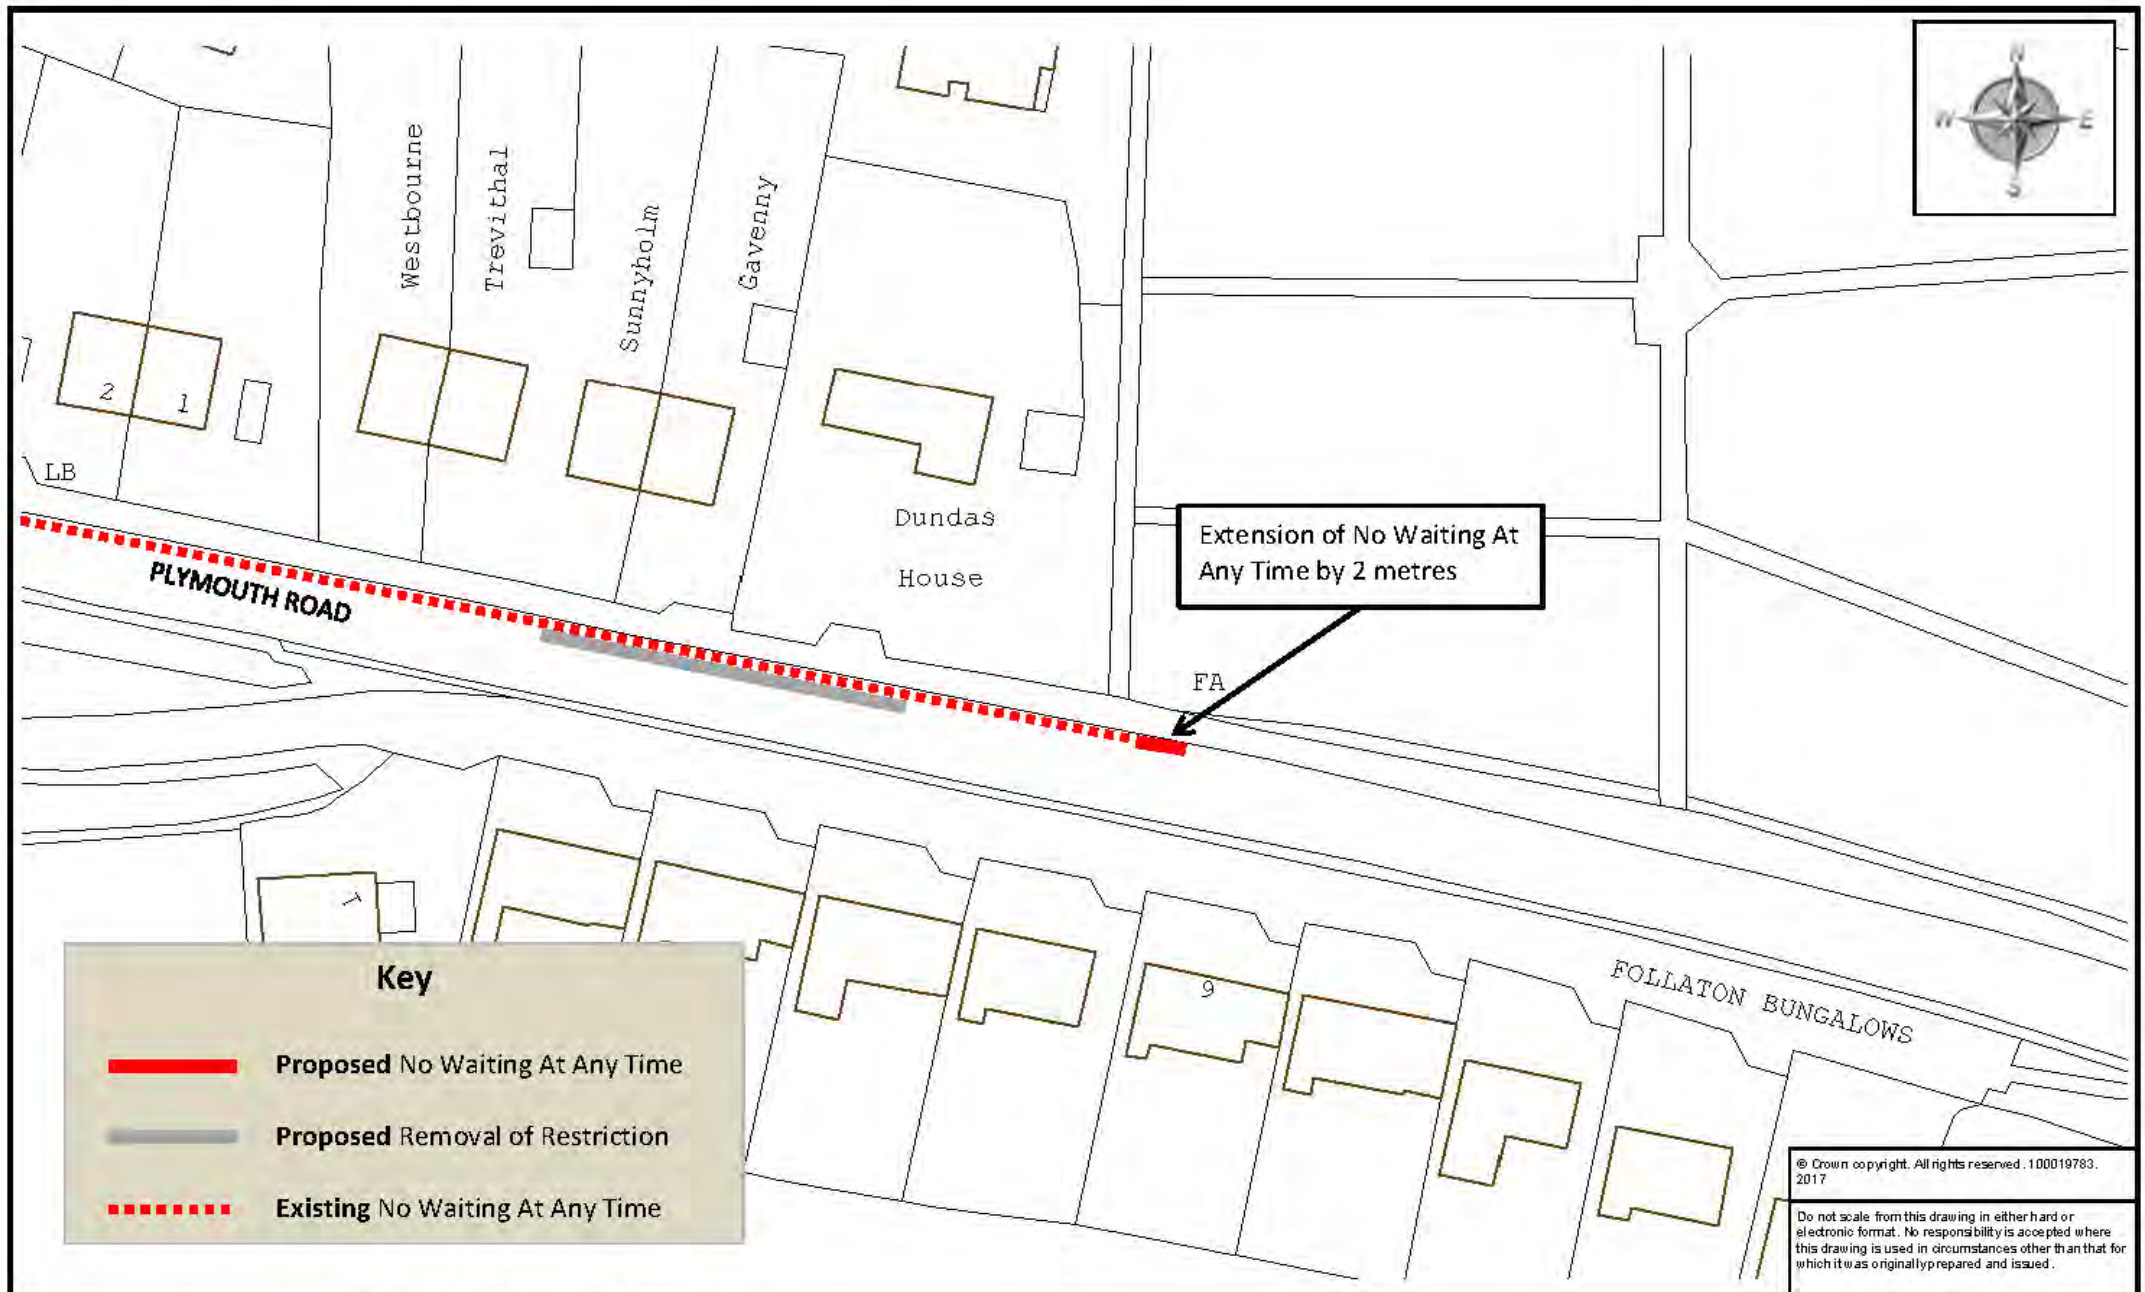 N
W E
S
Westbourne
Trevithal
Sunnyholm
Gavenny
2 1
LB
Dundas
House
Extension of No Waiting At
Any Time by 2 metres
PLYMOUTH ROAD
FA
9
FOLLATON BUNGALOWS
Key
Proposed No Waiting At Any Time
Proposed Removal of Restriction
Existing No Waiting At Any Time
© Crown copyright. All rights reserved. 100019783.
2017
Do not scale from this drawing in either hard or
electronic format. No responsibility is accepted where
this drawing is used in circumstances other than that for
which it was originally prepared and issued.